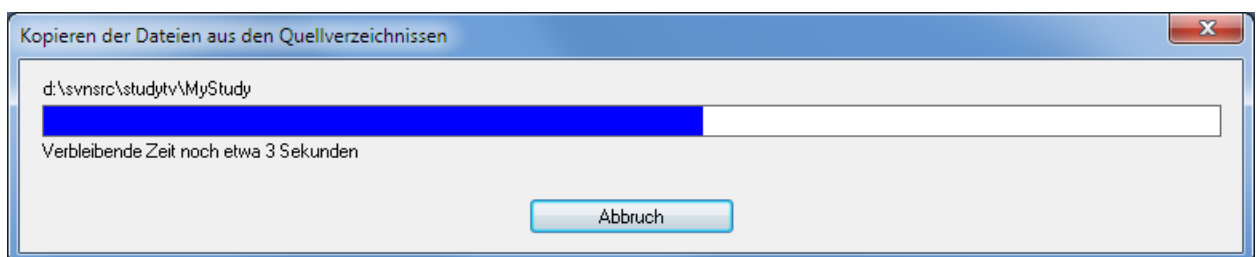 Kopieren der Dateien aus den Quellverzeichnissen
d:\svnsrc\studytv\MyStudy
Verbleibende Zeit noch etwa 3 Sekunden
Abbruch